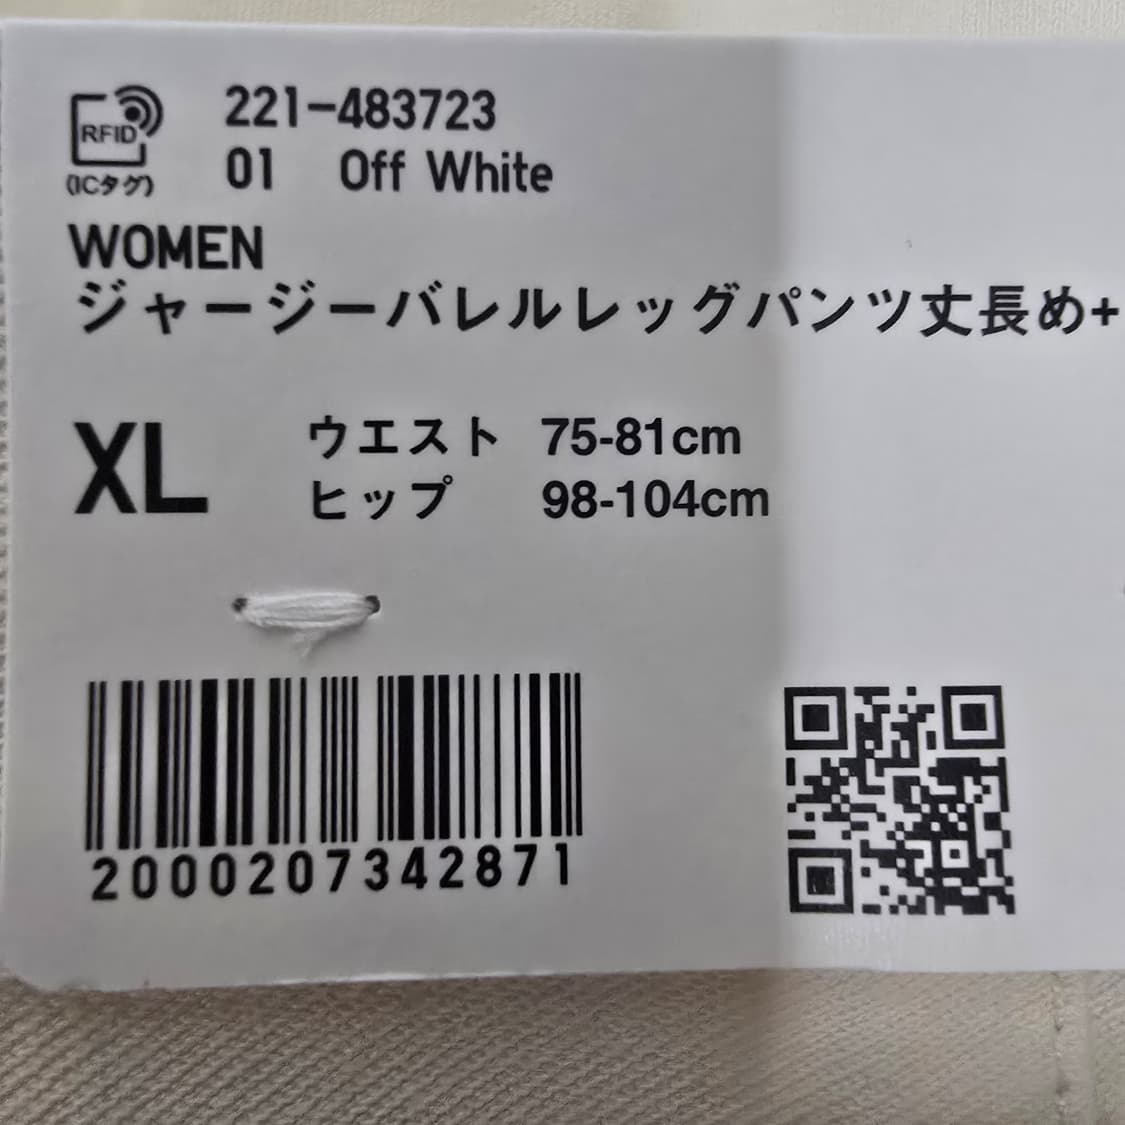 RFID
(ICタグ)
221-483723
01 Off White
WOMEN
ジャージーバレルレッグパンツ丈長め+
XL
ウエスト 75-81cm
ヒップ 98-104cm
2000207342871